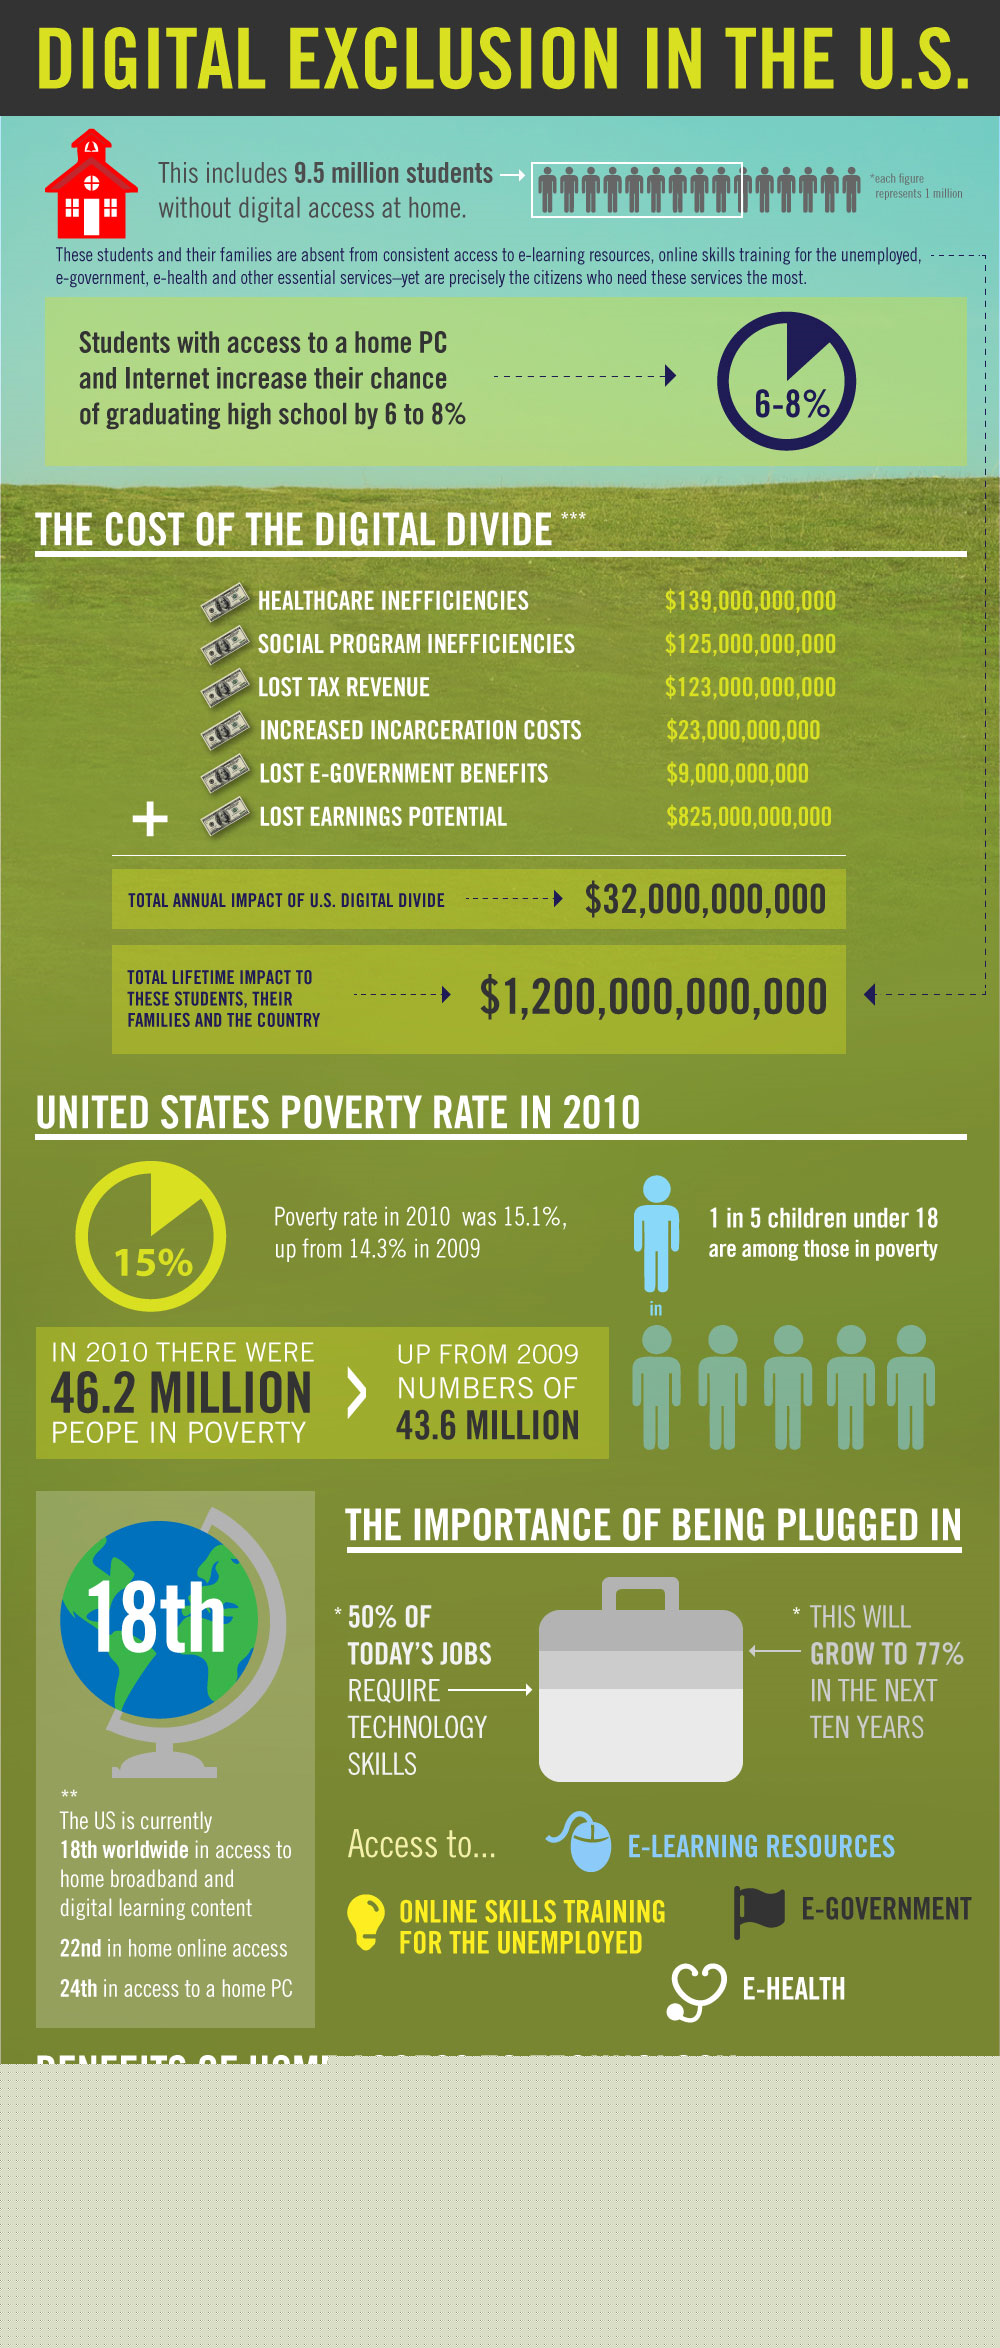 DIGITAL EXCLUSION IN THE U.S.
This includes 9.5 million students
without digital access at home.
*each figure
represents 1 million
These students and their families are absent from consistent access to e-learning resources, online skills training for the unemployed,
e-government, e-health and other essential services–yet are precisely the citizens who need these services the most.
Students with access to a home PC
and Internet increase their chance
of graduating high school by 6 to 8%
6-8%
THE COST OF THE DIGITAL DIVIDE ***
HEALTHCARE INEFFICIENCIES $139,000,000,000
SOCIAL PROGRAM INEFFICIENCIES $125,000,000,000
LOST TAX REVENUE $123,000,000,000
INCREASED INCARCERATION COSTS $23,000,000,000
LOST E-GOVERNMENT BENEFITS $9,000,000,000
+ LOST EARNINGS POTENTIAL $825,000,000,000
TOTAL ANNUAL IMPACT OF U.S. DIGITAL DIVIDE $32,000,000,000
TOTAL LIFETIME IMPACT TO
THESE STUDENTS, THEIR
FAMILIES AND THE COUNTRY
$1,200,000,000,000
UNITED STATES POVERTY RATE IN 2010
15%
Poverty rate in 2010 was 15.1%,
up from 14.3% in 2009
1 in 5 children under 18
are among those in poverty
in
IN 2010 THERE WERE
46.2 MILLION
PEOPE IN POVERTY
UP FROM 2009
NUMBERS OF
43.6 MILLION
18th
**
The US is currently
18th worldwide in access to
home broadband and
digital learning content
22nd in home online access
24th in access to a home PC
THE IMPORTANCE OF BEING PLUGGED IN
* 50% OF
TODAY'S JOBS
REQUIRE
TECHNOLOGY
SKILLS
* THIS WILL
GROW TO 77%
IN THE NEXT
TEN YEARS
Access to...
E-LEARNING RESOURCES
ONLINE SKILLS TRAINING
FOR THE UNEMPLOYED
E-GOVERNMENT
E-HEALTH